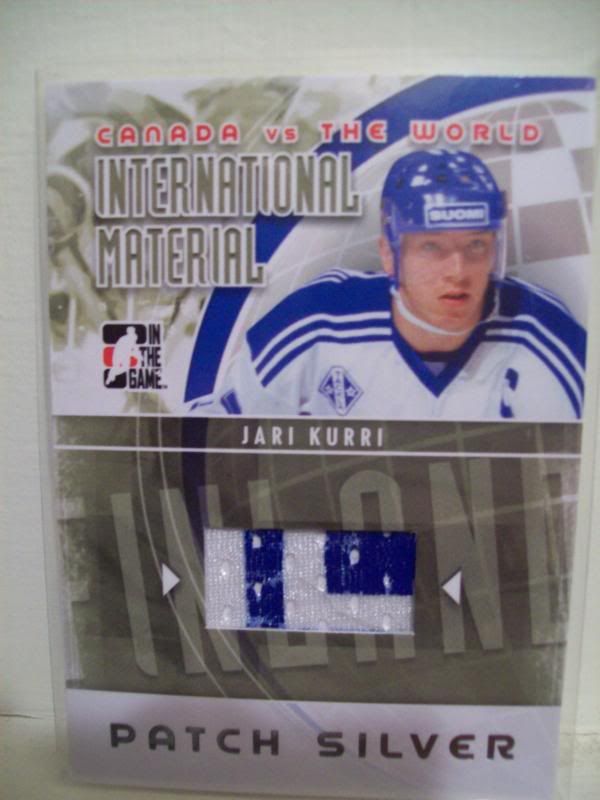 CANADA vs THE WORLD
INTERNATIONAL
MATERIAL
SUOMI
IN
THE
GAME
JARI KURRI
FINLAND
PATCH SILVER